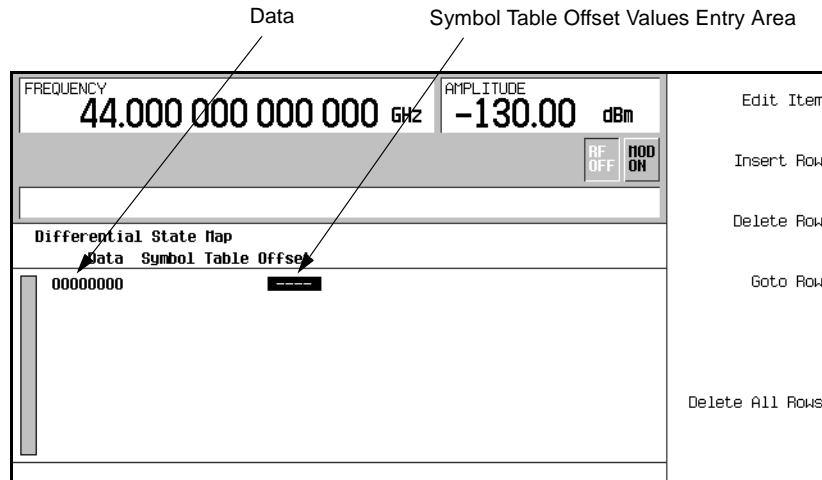 Data
Symbol Table Offset Values Entry Area
FREQUENCY
44.000 000 000 000 GHz
AMPLITUDE
-130.00 dBm
RF OFF
MOD ON
Differential State Map
Data Symbol Table Offset
00000000 ----
Edit Item
Insert Row
Delete Row
Goto Row
Delete All Rows